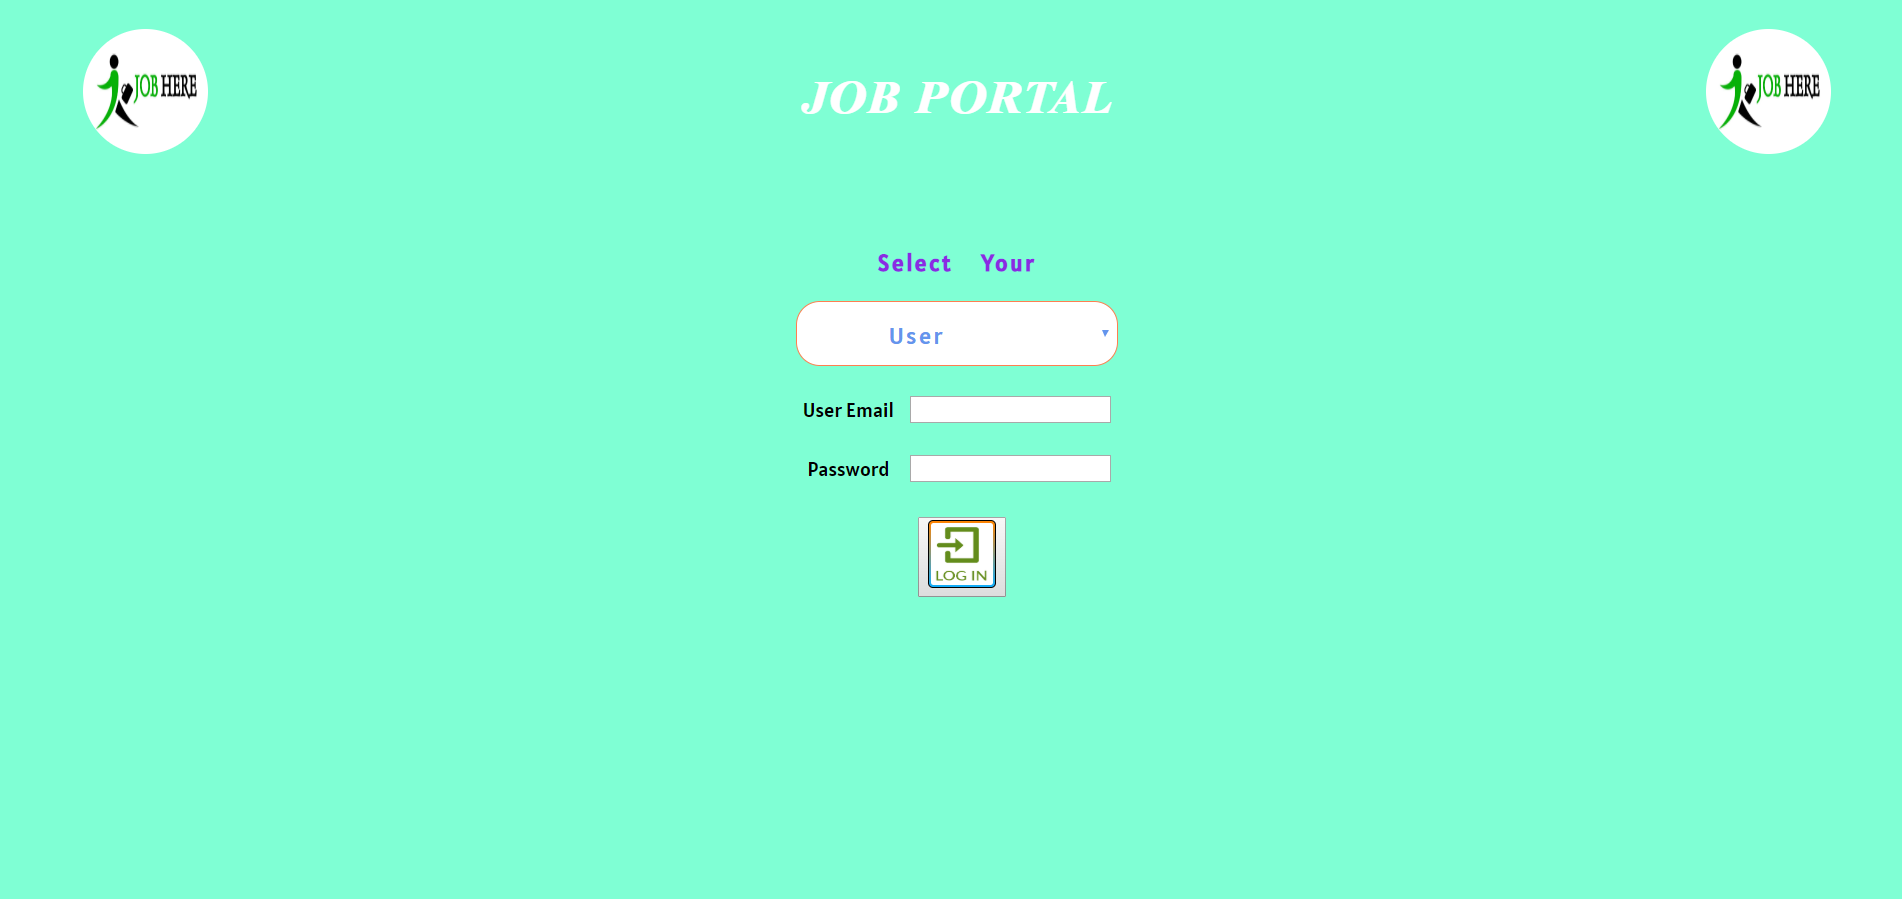 JOB HERE
JOB PORTAL
JOB HERE
Select Your
User
User Email
Password
LOG IN